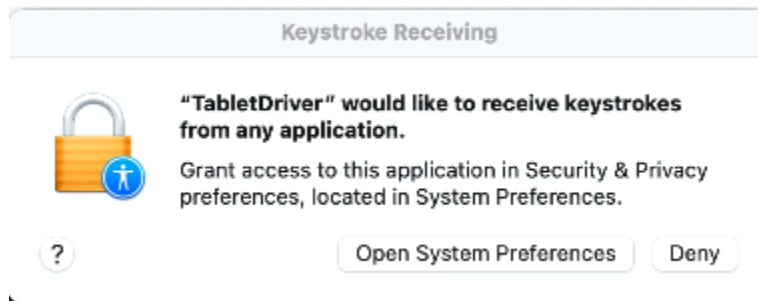 Keystroke Receiving
“TabletDriver” would like to receive keystrokes
from any application.
Grant access to this application in Security & Privacy
preferences, located in System Preferences.
?
Open System Preferences
Deny